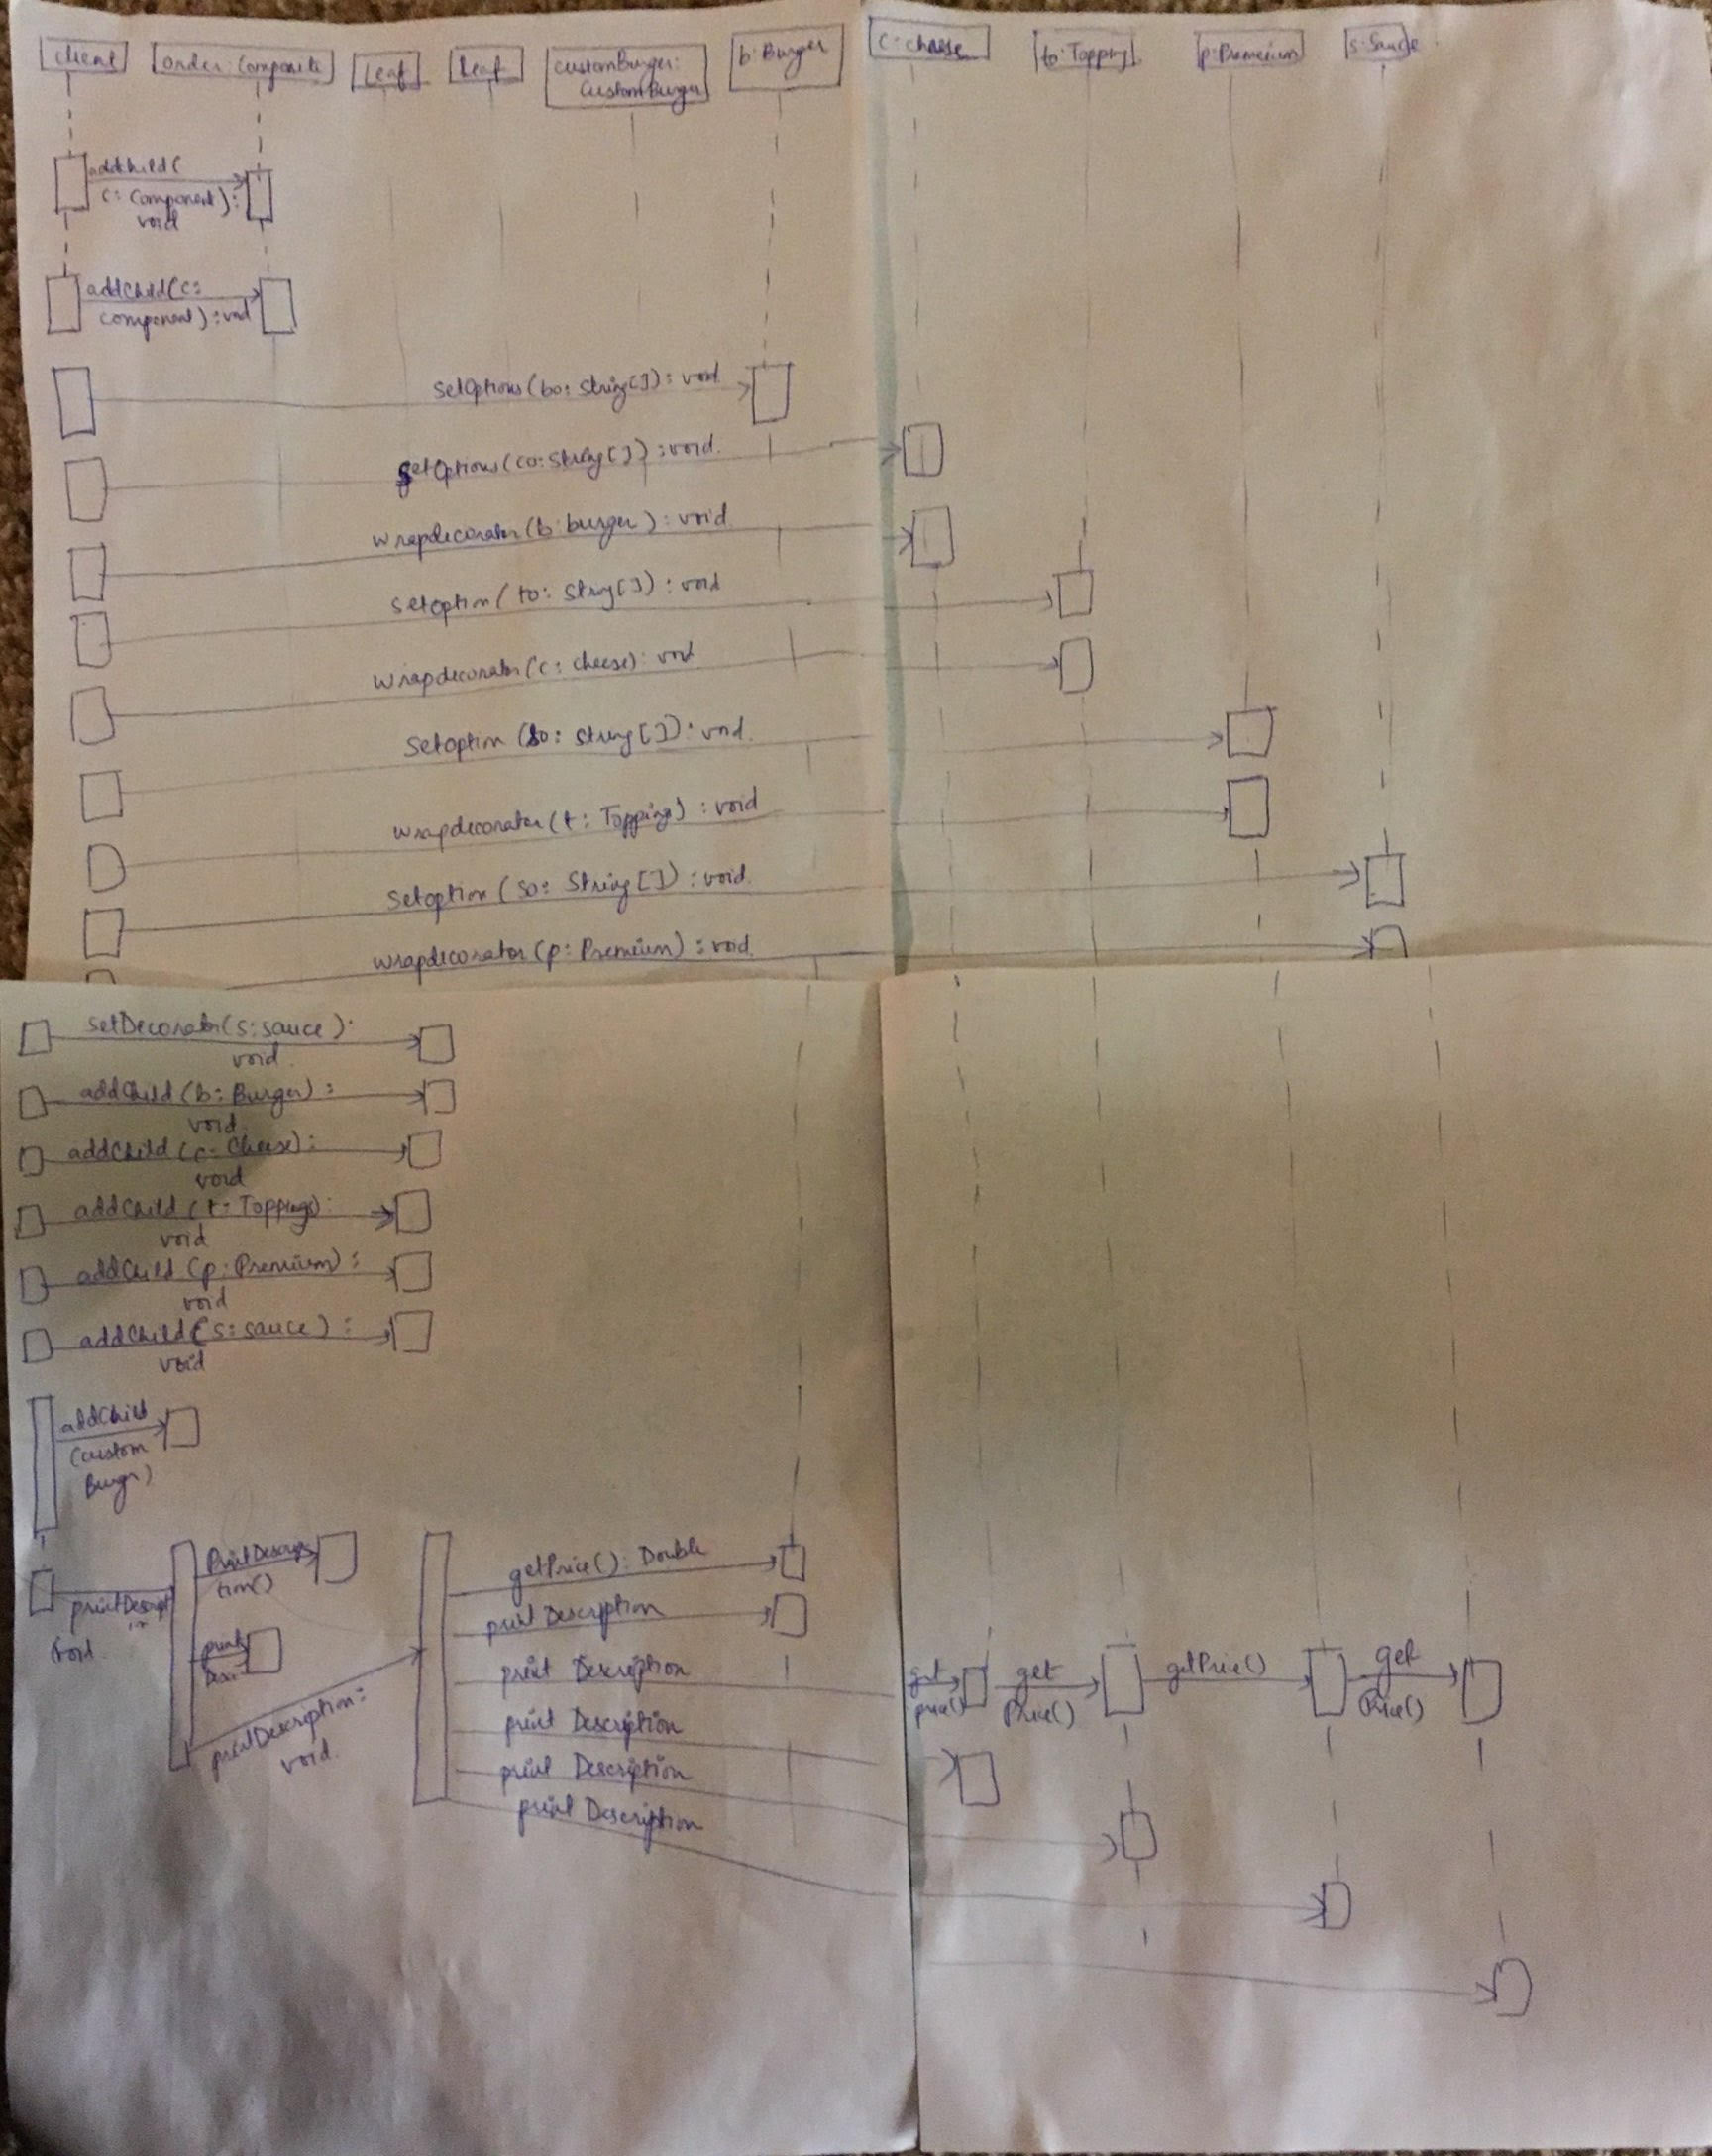 client
order: Composite
Leaf
Leaf
customBurger:
CustomBurger
b: Burger
C: cheese
to: Topping
p: Premium
s: Sauce
addchild(
c: Component):
void
addChild(c:
component): void
SetOptions(bo: String[]): void
SetOptions(co: String[]): void.
Wrapdecorator(b: burger): void
SetOption(to: String[]): void
Wrapdecorator(c: cheese): void
SetOption(so: String[]): void.
Wrapdecorator(t: Topping): void
SetOption(so: String[]): void.
Wrapdecorator(p: Premium): void.
setDecorator(s: sauce):
void.
addChild(b: Burger):
void.
addChild(c: Cheese):
void
addChild(t: Toppings):
void
addChild(p: Premium):
void
addChild(s: sauce):
void
addChild
(custom
Burger)
PrintDescrip
tion()
printDescript
void.
print
Desc.
printDescription:
void.
getPrice(): Double
print Description
print Description
print Description
print Description
print Description
get
price()
get
Price()
getPrice()
get
Price()